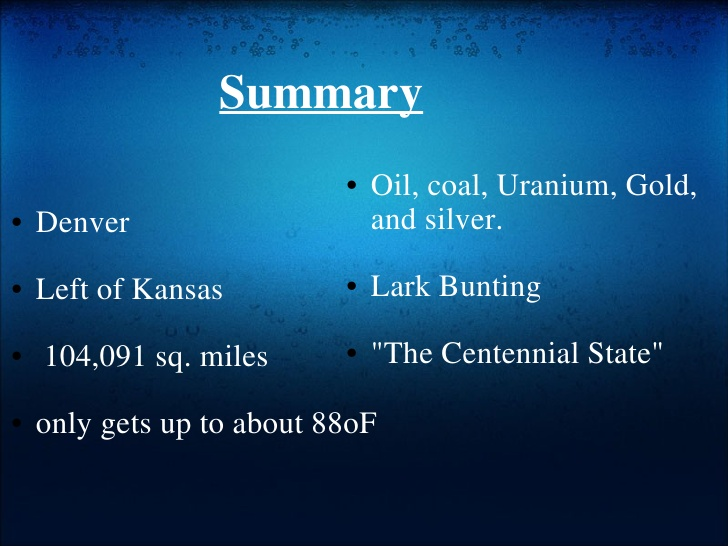 Summary
• Denver
• Left of Kansas
• 104,091 sq. miles
• only gets up to about 88oF
• Oil, coal, Uranium, Gold,
and silver.
• Lark Bunting
• "The Centennial State"